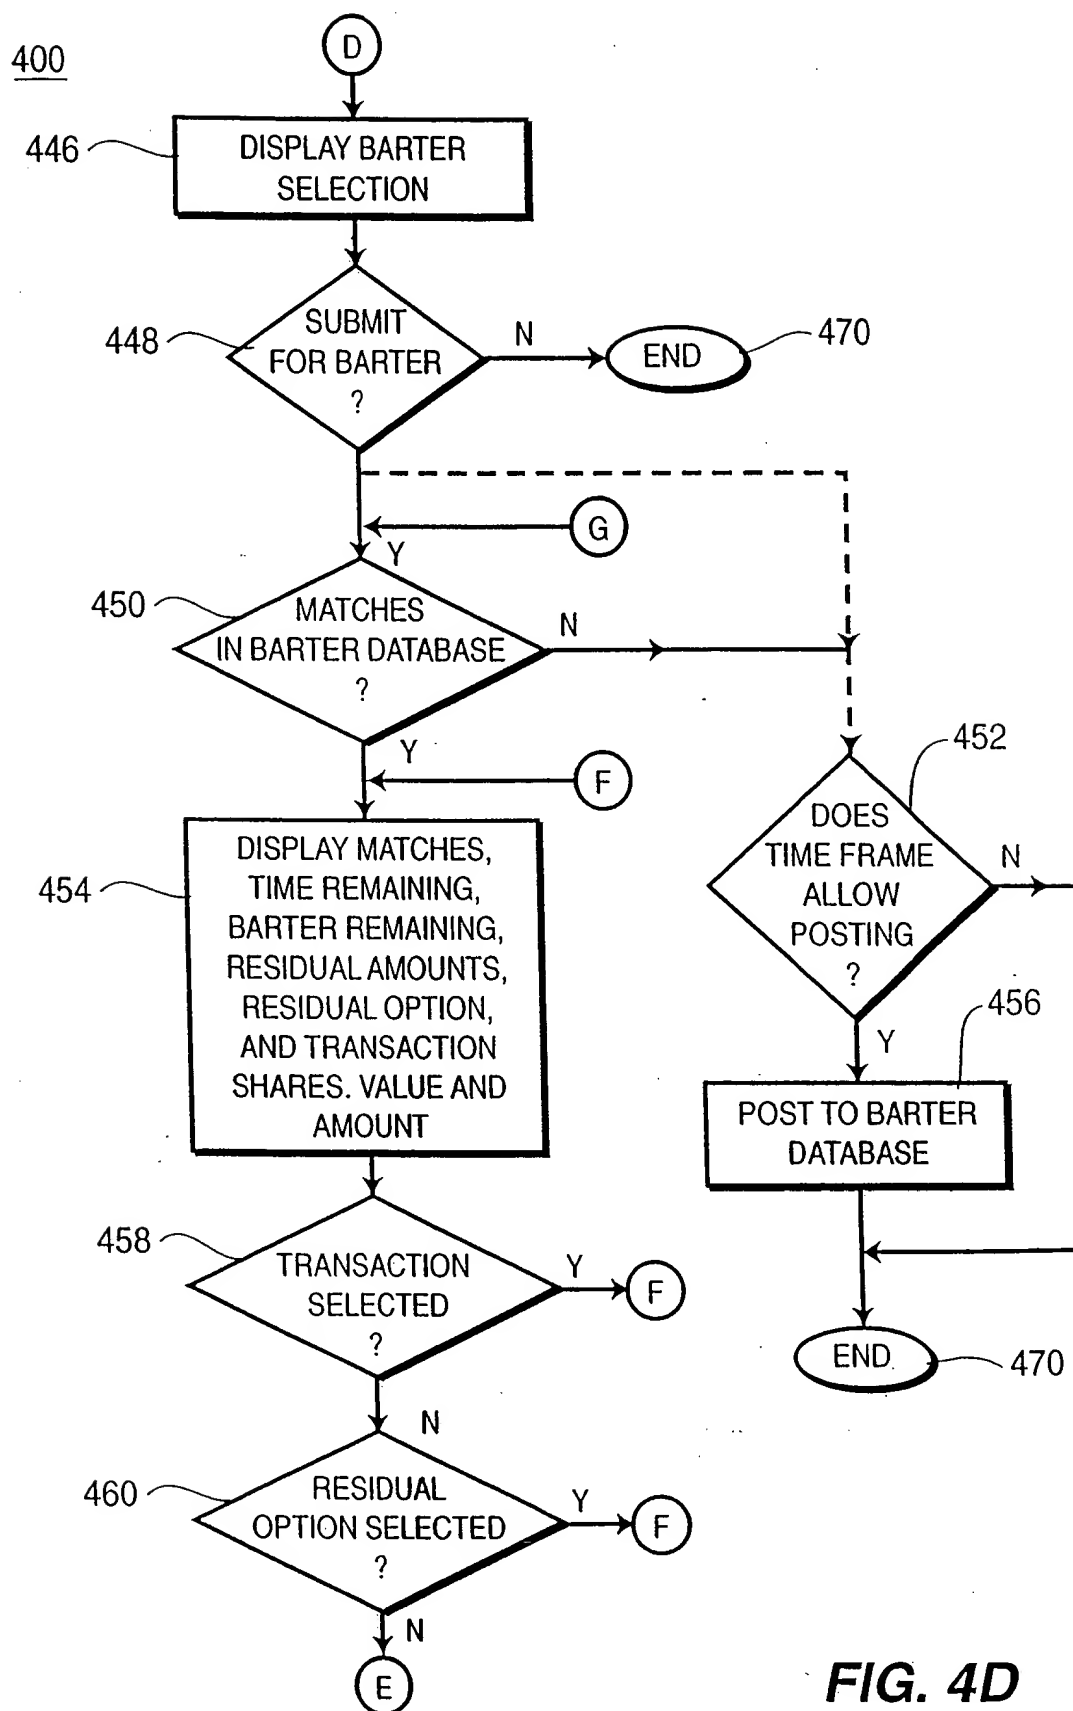 D
400
446
DISPLAY BARTER
SELECTION
448
SUBMIT
FOR BARTER
?
N
END
470
G
Y
450
MATCHES
IN BARTER DATABASE
?
N
Y
F
452
DOES
TIME FRAME
ALLOW
POSTING
?
N
454
DISPLAY MATCHES,
TIME REMAINING,
BARTER REMAINING,
RESIDUAL AMOUNTS,
RESIDUAL OPTION,
AND TRANSACTION
SHARES. VALUE AND
AMOUNT
456
Y
POST TO BARTER
DATABASE
458
TRANSACTION
SELECTED
?
Y
F
END
470
N
460
RESIDUAL
OPTION SELECTED
?
Y
F
N
E
FIG. 4D